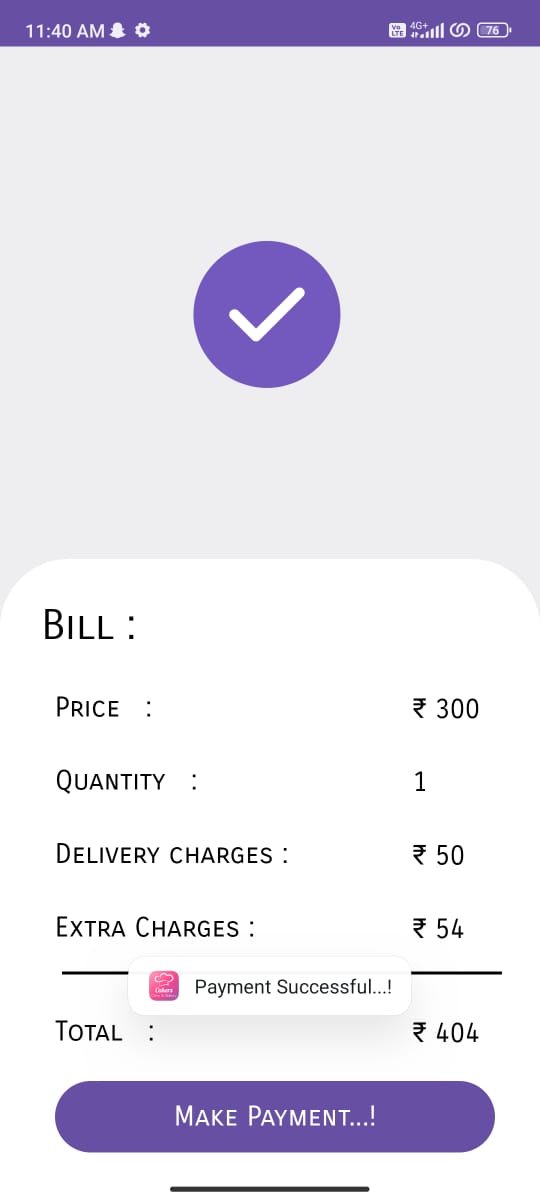 11:40 AM
Vo LTE 4G+ 76
BILL :
PRICE :
₹ 300
QUANTITY :
1
DELIVERY CHARGES :
₹ 50
EXTRA CHARGES :
₹ 54
Cakers
Payment Successful...!
TOTAL :
₹ 404
MAKE PAYMENT...!